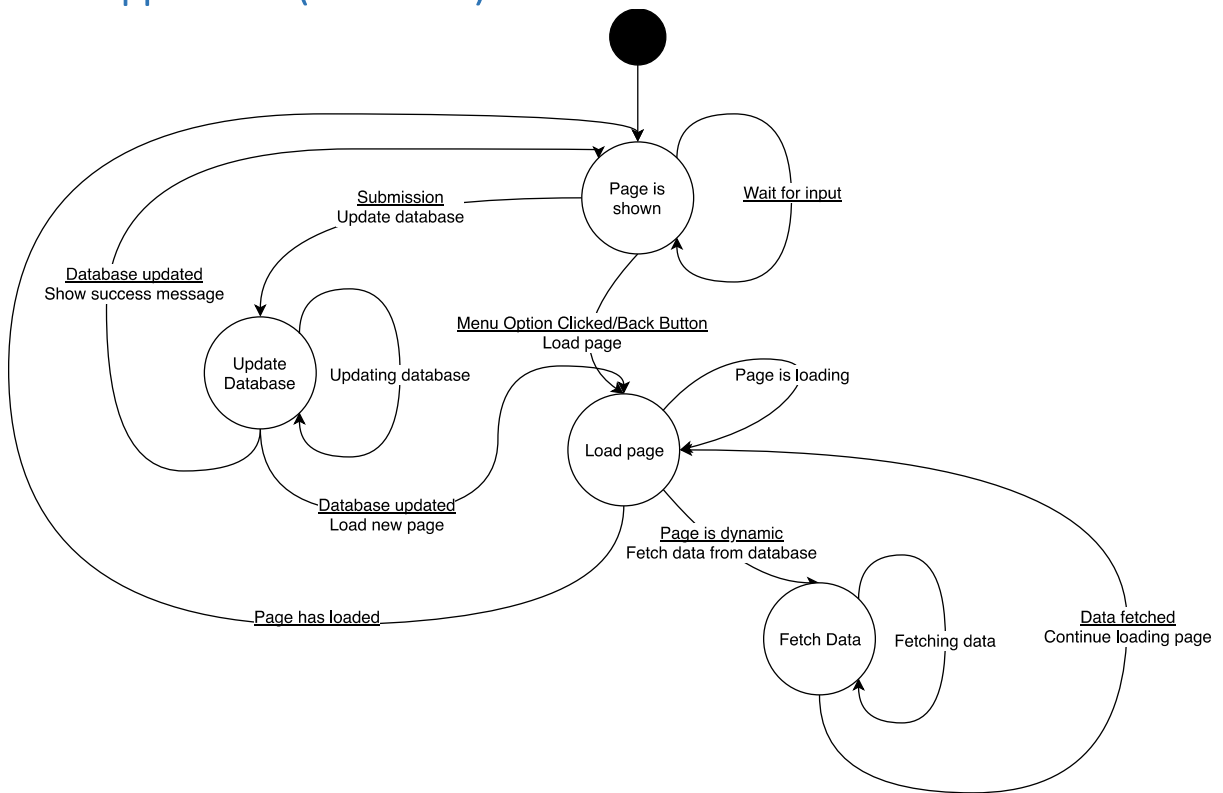 Page is
shown
Wait for input
Submission
Update database
Database updated
Show success message
Menu Option Clicked/Back Button
Load page
Update
Database
Updating database
Page is loading
Load page
Database updated
Load new page
Page is dynamic
Fetch data from database
Page has loaded
Fetch Data
Fetching data
Data fetched
Continue loading page